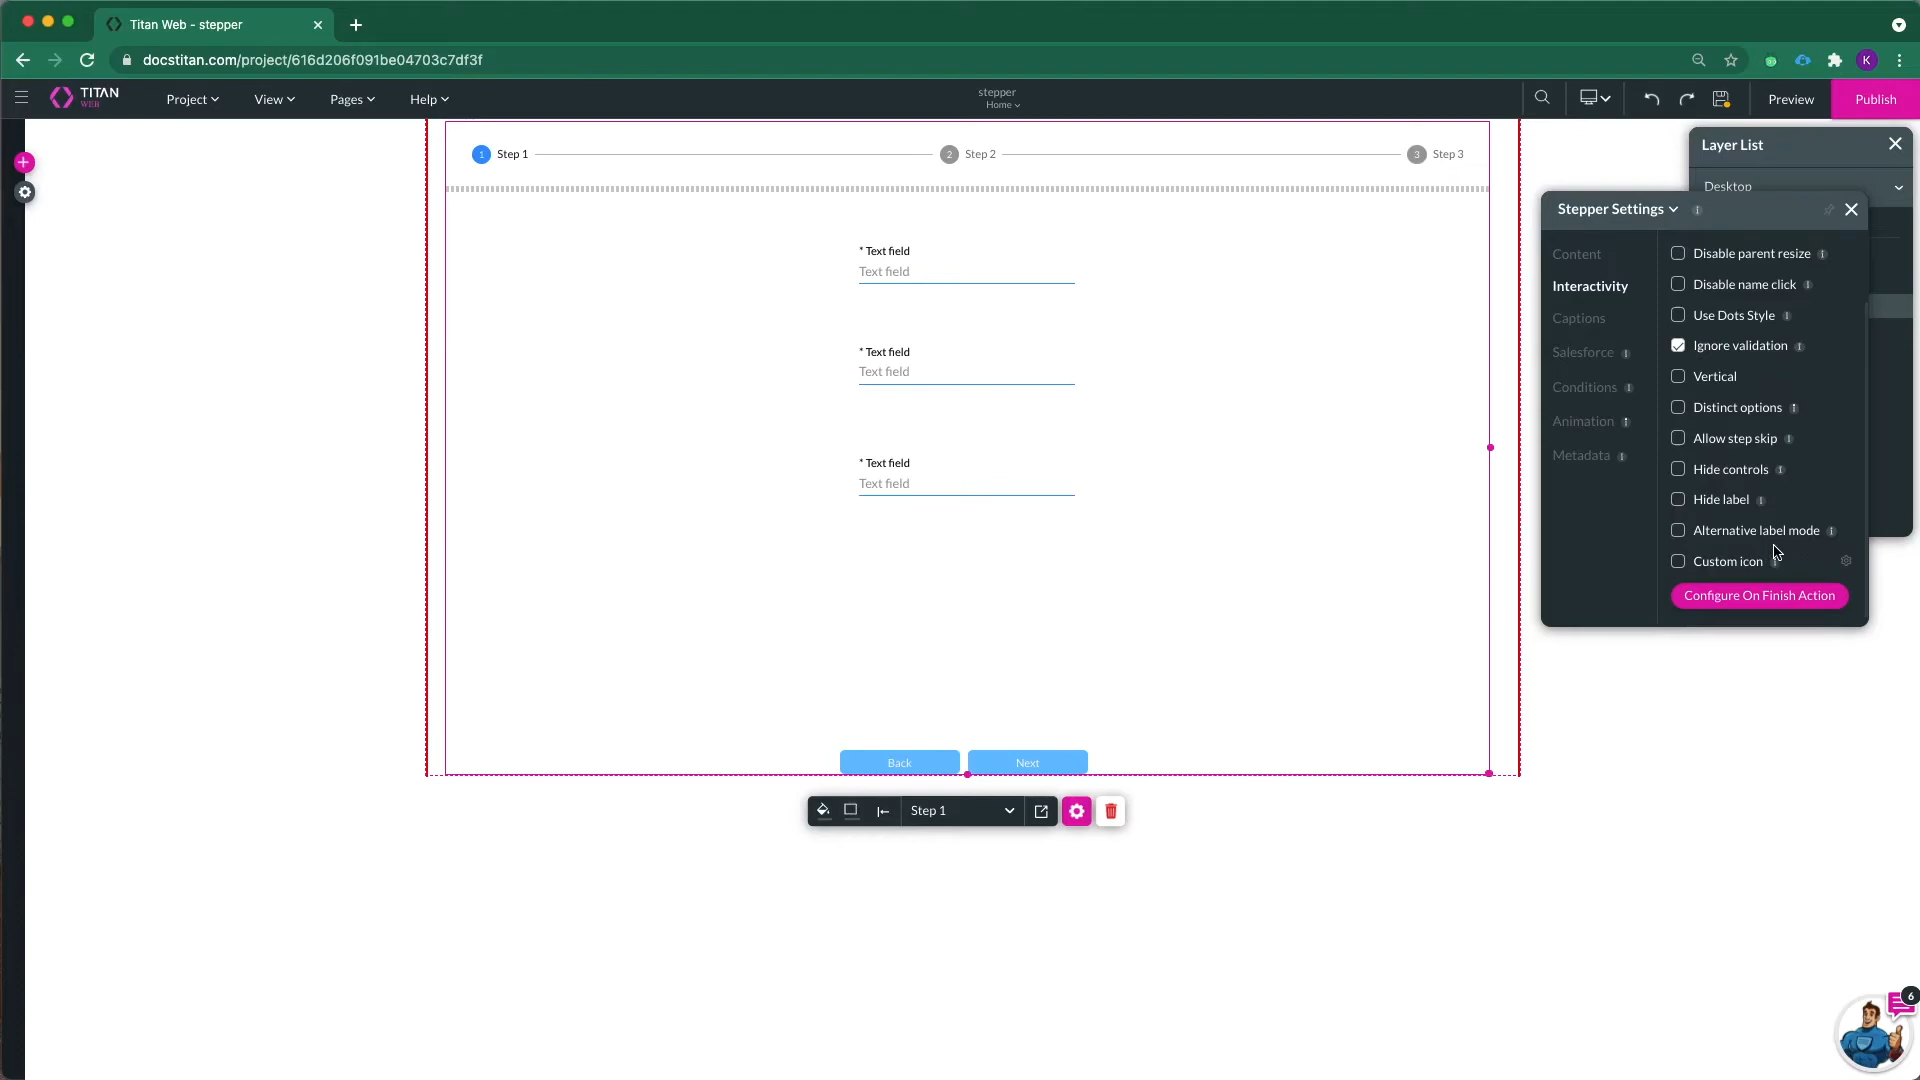 Titan Web - stepper
docstitan.com/project/616d206f091be04703c7df3f
K
TITAN
WEB
Project
View
Pages
Help
stepper
Home
Preview
Publish
1 Step 1
2 Step 2
3 Step 3
Layer List
Desktop
Stepper Settings
Content
Interactivity
Captions
Salesforce
Conditions
Animation
Metadata
Disable parent resize
Disable name click
Use Dots Style
Ignore validation
Vertical
Distinct options
Allow step skip
Hide controls
Hide label
Alternative label mode
Custom icon
Configure On Finish Action
* Text field
Text field
* Text field
Text field
* Text field
Text field
Back
Next
Step 1
6